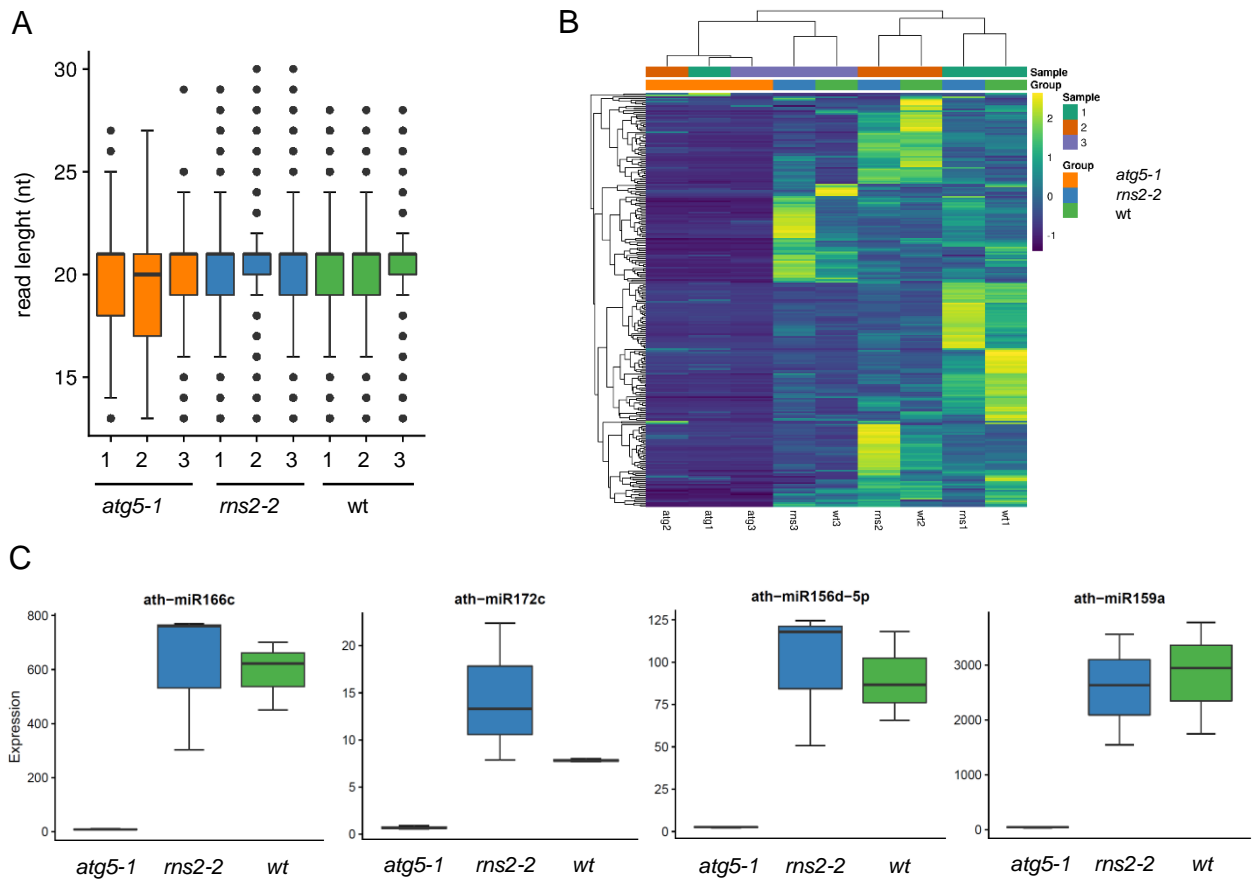 A
30
25
20
15
read lenght (nt)
1 2 3 1 2 3 1 2 3
atg5-1 rns2-2 wt
B
Sample
Group
2
1
0
-1
Sample
1
2
3
Group
atg5-1
rns2-2
wt
atg2 atg1 atg3 rns3 wt3 rns2 wt2 rns1 wt1
C
ath−miR166c
800
600
400
200
0
Expression
atg5-1 rns2-2 wt
ath−miR172c
20
15
10
5
0
atg5-1 rns2-2 wt
ath−miR156d−5p
125
100
75
50
25
0
atg5-1 rns2-2 wt
ath−miR159a
3000
2000
1000
0
atg5-1 rns2-2 wt